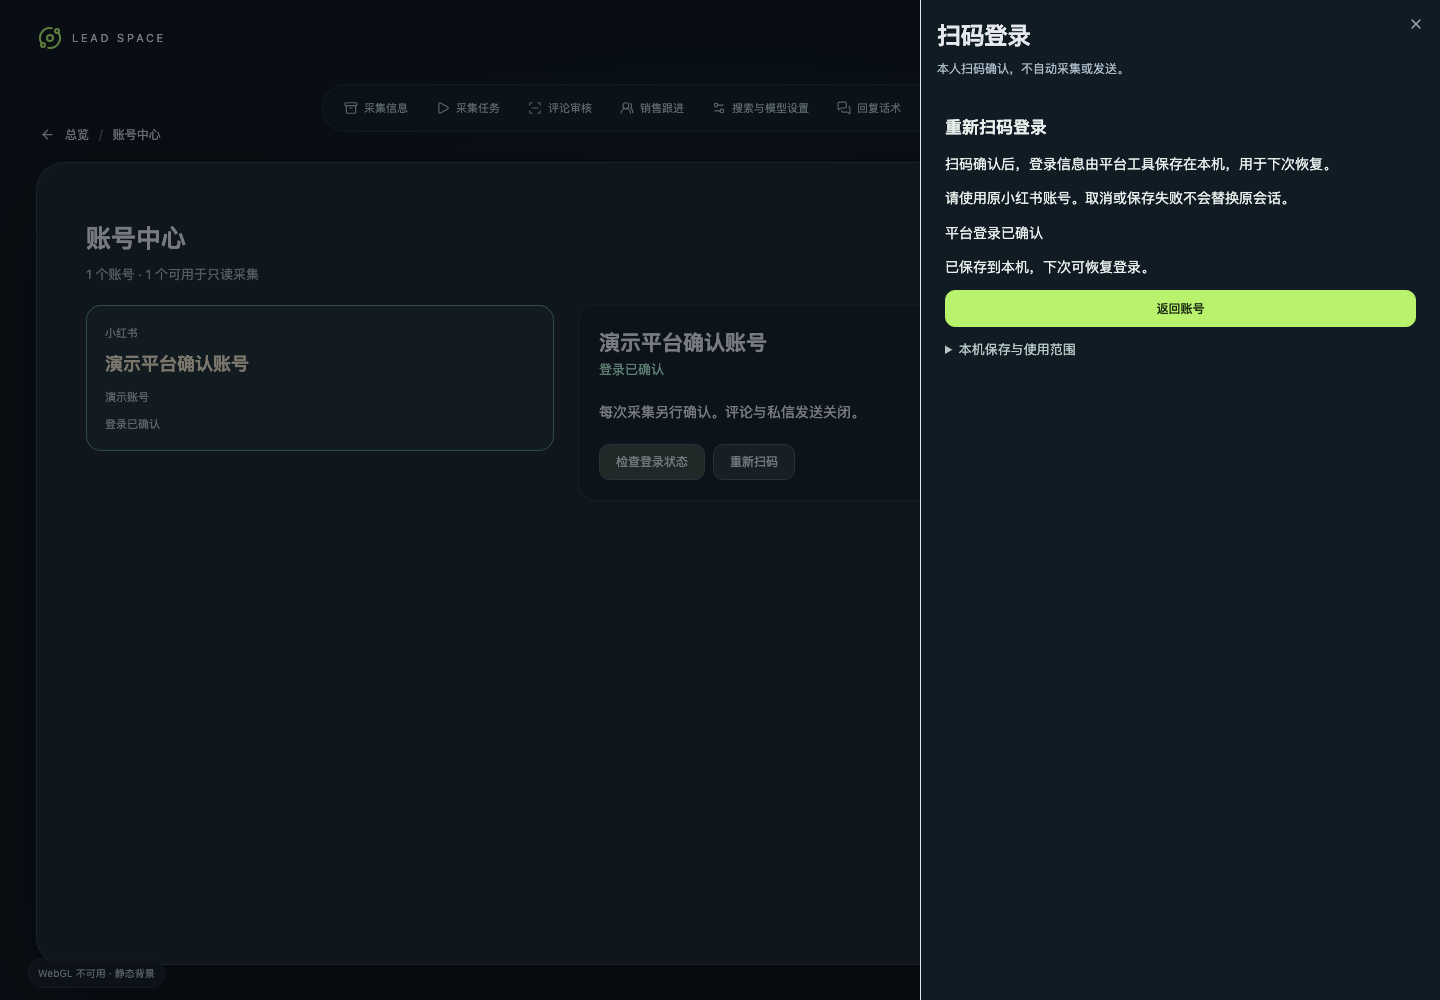 LEAD SPACE
采集信息
采集任务
评论审核
销售跟进
搜索与模型设置
回复话术
总览 / 账号中心
账号中心
1 个账号 · 1 个可用于只读采集
小红书
演示平台确认账号
演示账号
登录已确认
演示平台确认账号
登录已确认
每次采集另行确认。评论与私信发送关闭。
检查登录状态
重新扫码
WebGL 不可用 · 静态背景
扫码登录
本人扫码确认，不自动采集或发送。
重新扫码登录
扫码确认后，登录信息由平台工具保存在本机，用于下次恢复。
请使用原小红书账号。取消或保存失败不会替换原会话。
平台登录已确认
已保存到本机，下次可恢复登录。
返回账号
本机保存与使用范围